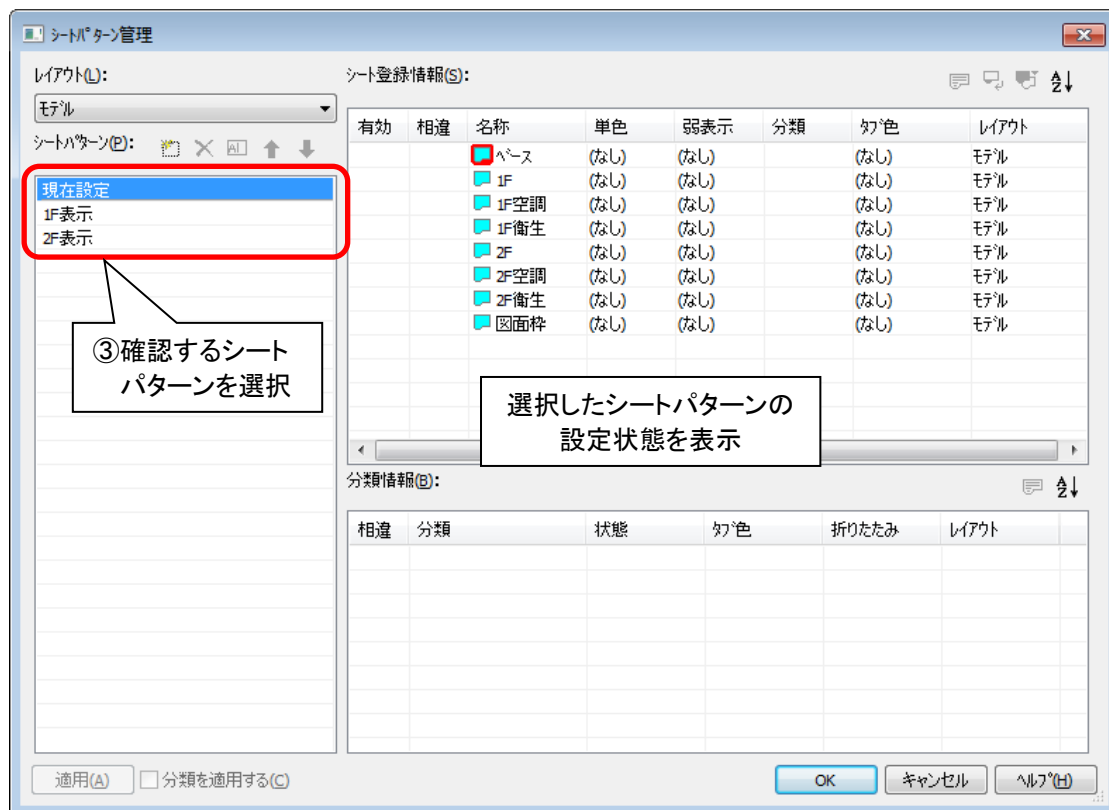 シートパターン管理
レイアウト(L):
モデル
シートパターン(P):
現在設定
1F表示
2F表示
③確認するシート
パターンを選択
シート登録情報(S):
有効 相違 名称 単色 弱表示 分類 タブ色 レイアウト
ベース (なし) (なし) (なし) モデル
1F (なし) (なし) (なし) モデル
1F空調 (なし) (なし) (なし) モデル
1F衛生 (なし) (なし) (なし) モデル
2F (なし) (なし) (なし) モデル
2F空調 (なし) (なし) (なし) モデル
2F衛生 (なし) (なし) (なし) モデル
図面枠 (なし) (なし) (なし) モデル
選択したシートパターンの
設定状態を表示
分類情報(B):
相違 分類 状態 タブ色 折りたたみ レイアウト
適用(A) 分類を適用する(C) OK キャンセル ヘルプ(H)